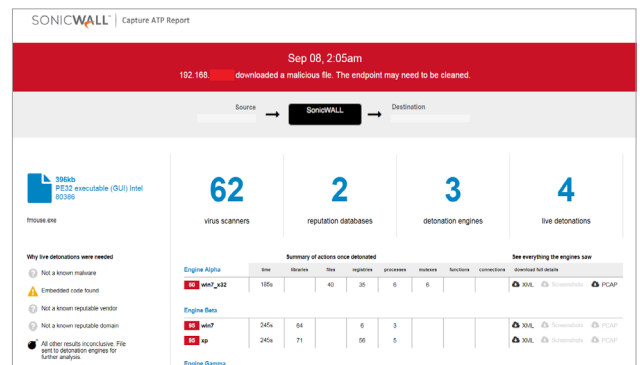 SONICWALL | Capture ATP Report
Sep 08, 2:05am
192.168. downloaded a malicious file. The endpoint may need to be cleaned.
Source
SonicWALL
Destination
396kb
PE32 executable (GUI) Intel
80386
fmouse.exe
62
virus scanners
2
reputation databases
3
detonation engines
4
live detonations
Why live detonations were needed
Not a known malware
Embedded code found
Not a known reputable vendor
Not a known reputable domain
All other results inconclusive. File
sent to detonation engines for
further analysis.
Summary of actions once detonated
See everything the engines saw
Engine Alpha time libraries files registries processes mutexes functions connections download full details
90 win7_x32 185s 40 35 6 6 XML Screenshots PCAP
Engine Beta
95 win7 245s 64 6 3 XML Screenshots PCAP
95 xp 245s 71 56 5 XML Screenshots PCAP
Engine Gamma